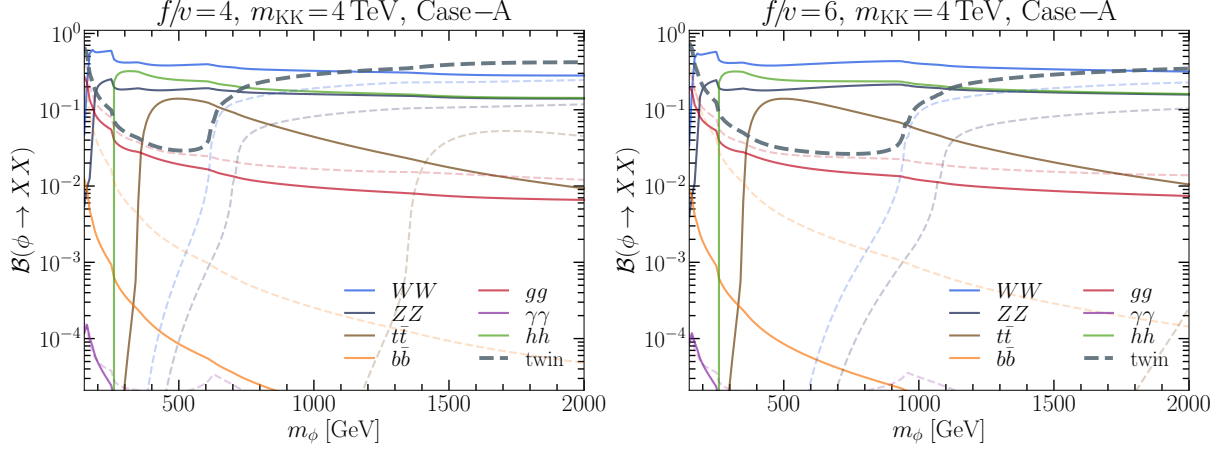 f/v=4, m_KK=4 TeV, Case−A
B(ϕ → XX)
10^0
10^−1
10^−2
10^−3
10^−4
WW
ZZ
tt̄
bb̄
gg
γγ
hh
twin
500
1000
1500
2000
m_ϕ [GeV]
f/v=6, m_KK=4 TeV, Case−A
B(ϕ → XX)
10^0
10^−1
10^−2
10^−3
10^−4
WW
ZZ
tt̄
bb̄
gg
γγ
hh
twin
500
1000
1500
2000
m_ϕ [GeV]